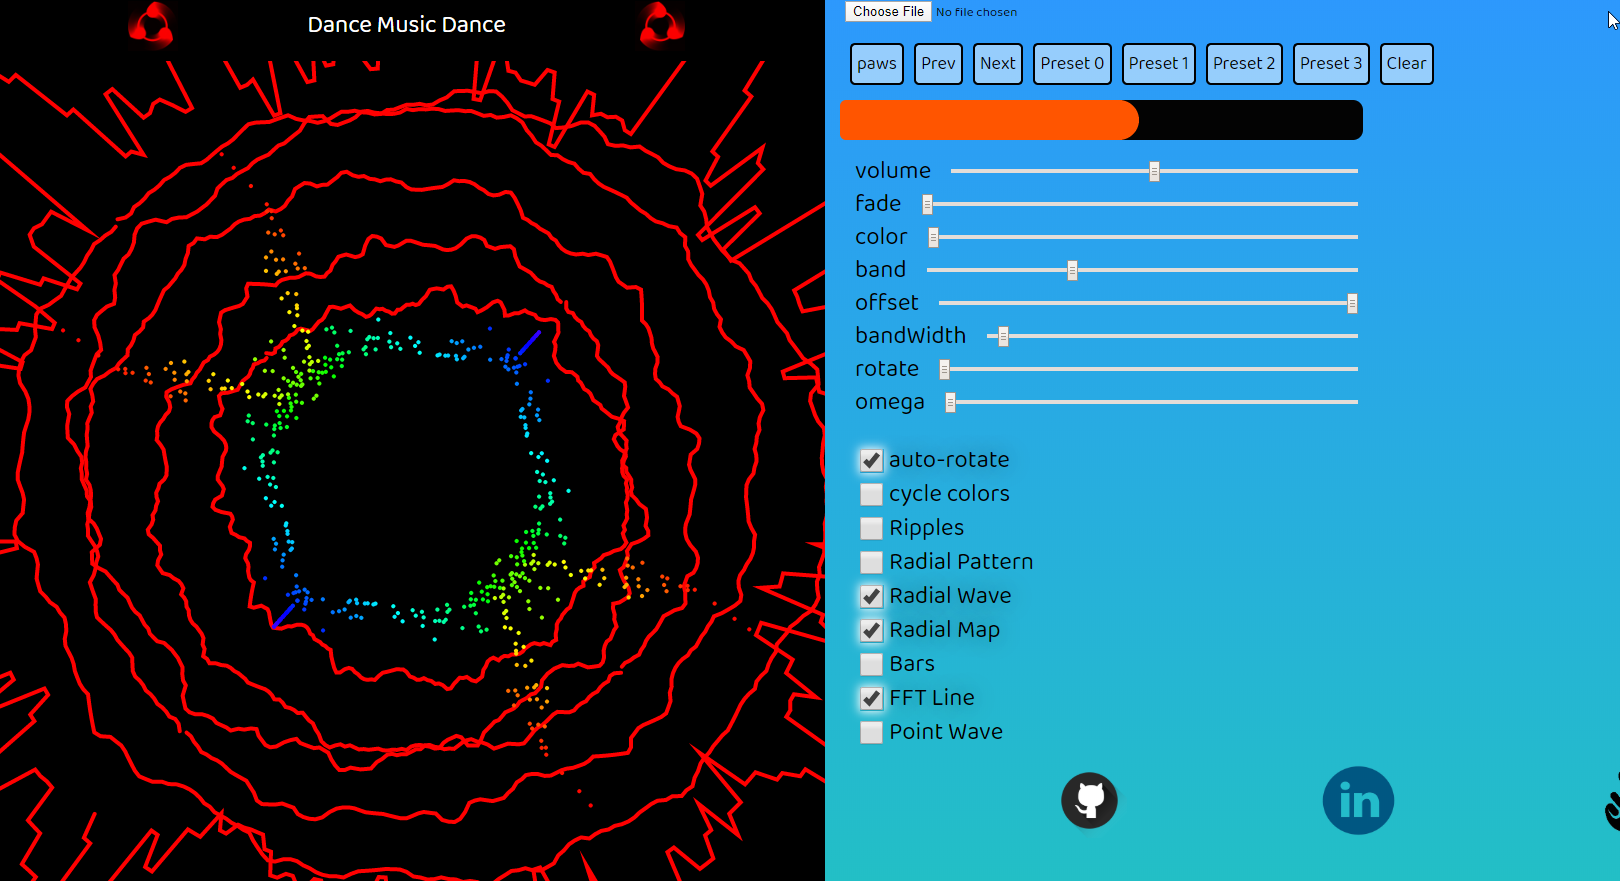 Dance Music Dance
Choose File No file chosen
paws Prev Next Preset 0 Preset 1 Preset 2 Preset 3 Clear
volume
fade
color
band
offset
bandWidth
rotate
omega
auto-rotate
cycle colors
Ripples
Radial Pattern
Radial Wave
Radial Map
Bars
FFT Line
Point Wave
in